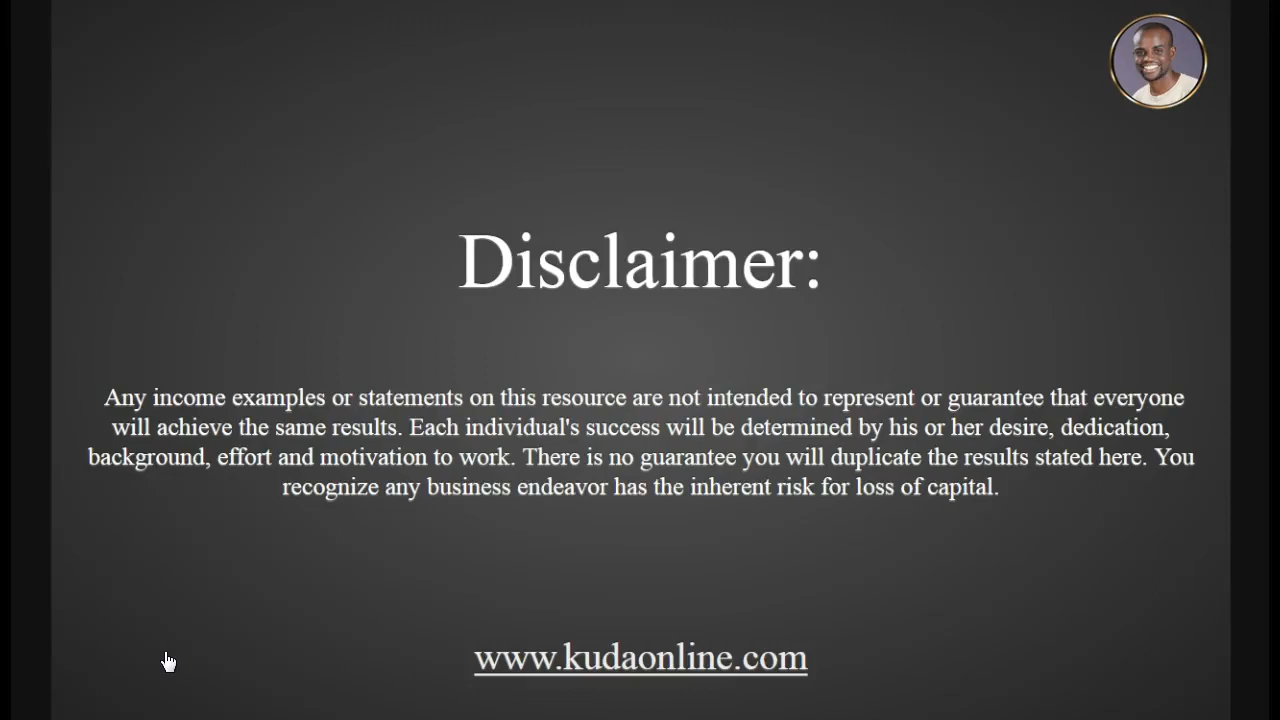 Disclaimer:
Any income examples or statements on this resource are not intended to represent or guarantee that everyone
will achieve the same results. Each individual's success will be determined by his or her desire, dedication,
background, effort and motivation to work. There is no guarantee you will duplicate the results stated here. You
recognize any business endeavor has the inherent risk for loss of capital.
www.kudaonline.com